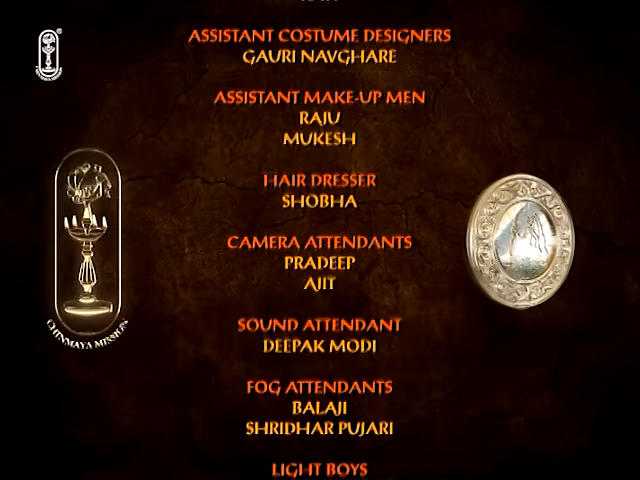 ASSISTANT COSTUME DESIGNERS
GAURI NAVGHARE
ASSISTANT MAKE-UP MEN
RAJU
MUKESH
HAIR DRESSER
SHOBHA
CAMERA ATTENDANTS
PRADEEP
AJIT
CHINMAYA MISSION
SOUND ATTENDANT
DEEPAK MODI
FOG ATTENDANTS
BALAJI
SHRIDHAR PUJARI
LIGHT BOYS